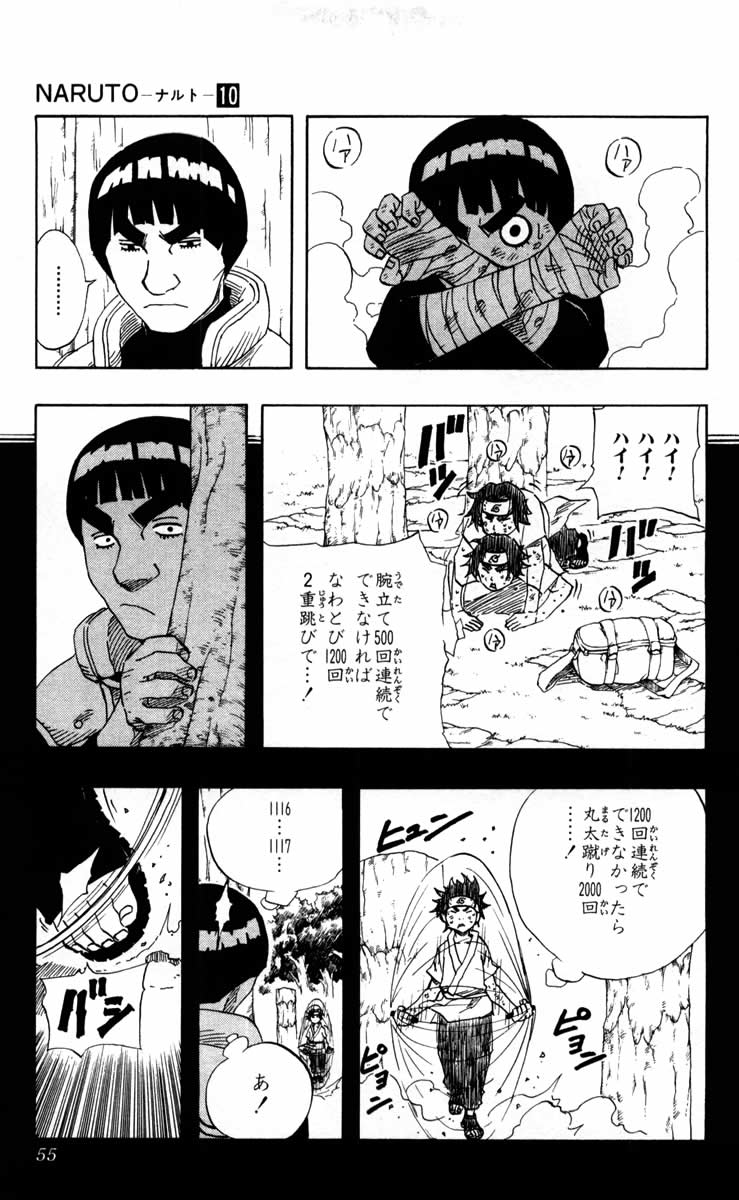 NARUTO—ナルト—10
ハァ
ハァ
………
ハイ!
ハイ!
ハイ!
バッ
ハァ
ハァ
ハァ
ハァ
バッ
腕立て500回連続で
できなければ
なわとび1200回
2重跳びで…!
1200回連続で
できなかったら
丸太蹴り2000回
……!
ヒュン
ピョン
ピョン
1116
…
1117
…
あ!
バシ
55